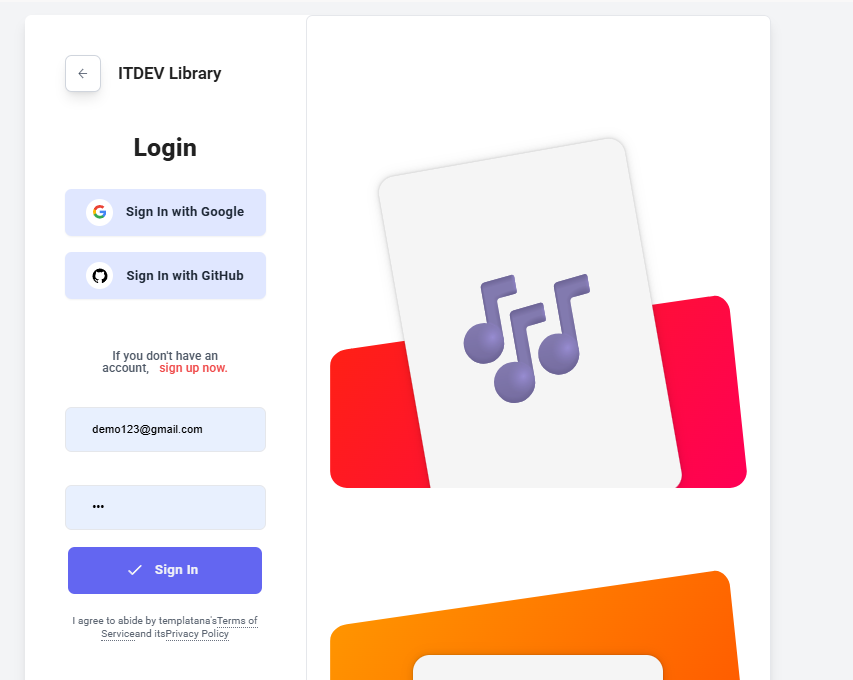 ITDEV Library
Login
Sign In with Google
Sign In with GitHub
If you don't have an
account, sign up now.
demo123@gmail.com
•••
Sign In
I agree to abide by templatana'sTerms of
Serviceand itsPrivacy Policy